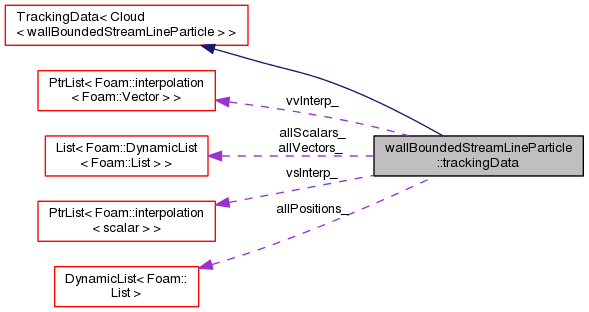 TrackingData< Cloud
< wallBoundedStreamLineParticle > >
PtrList< Foam::interpolation
< Foam::Vector > >
vvInterp_
List< Foam::DynamicList
< Foam::List > >
allScalars_
allVectors_
wallBoundedStreamLineParticle
::trackingData
vsInterp_
PtrList< Foam::interpolation
< scalar > >
allPositions_
DynamicList< Foam::
List >